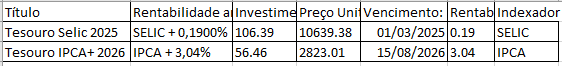 Título Rentabilidade a Investime Preço Unit Vencimento: Rentab Indexador
Tesouro Selic 2025 SELIC + 0,1900% 106.39 10639.38 01/03/2025 0.19 SELIC
Tesouro IPCA+ 2026 IPCA + 3,04% 56.46 2823.01 15/08/2026 3.04 IPCA